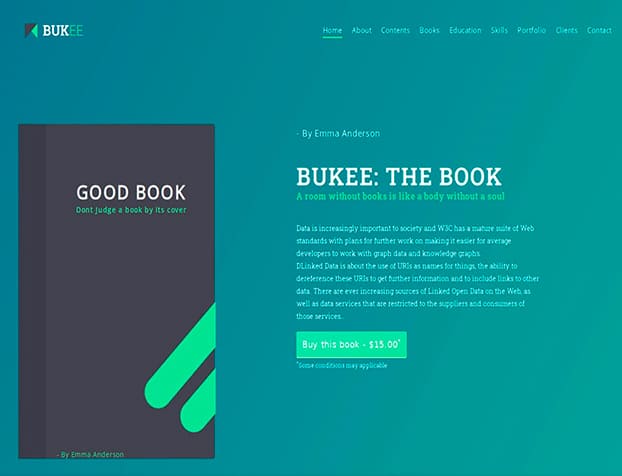 BUKEE
Home About Contents Books Education Skills Portfolio Clients Contact
GOOD BOOK
Dont Judge a book by its cover
- By Emma Anderson
- By Emma Anderson
BUKEE: THE BOOK
A room without books is like a body without a soul
Data is increasingly important to society and W3C has a mature suite of Web
standards with plans for further work on making it easier for average
developers to work with graph data and knowledge graphs.
DLinked Data is about the use of URIs as names for things, the ability to
dereference these URIs to get further information and to include links to other
data. There are ever increasing sources of Linked Open Data on the Web, as
well as data services that are restricted to the suppliers and consumers of
those services..
Buy this book - $15.00*
*Some conditions may applicable